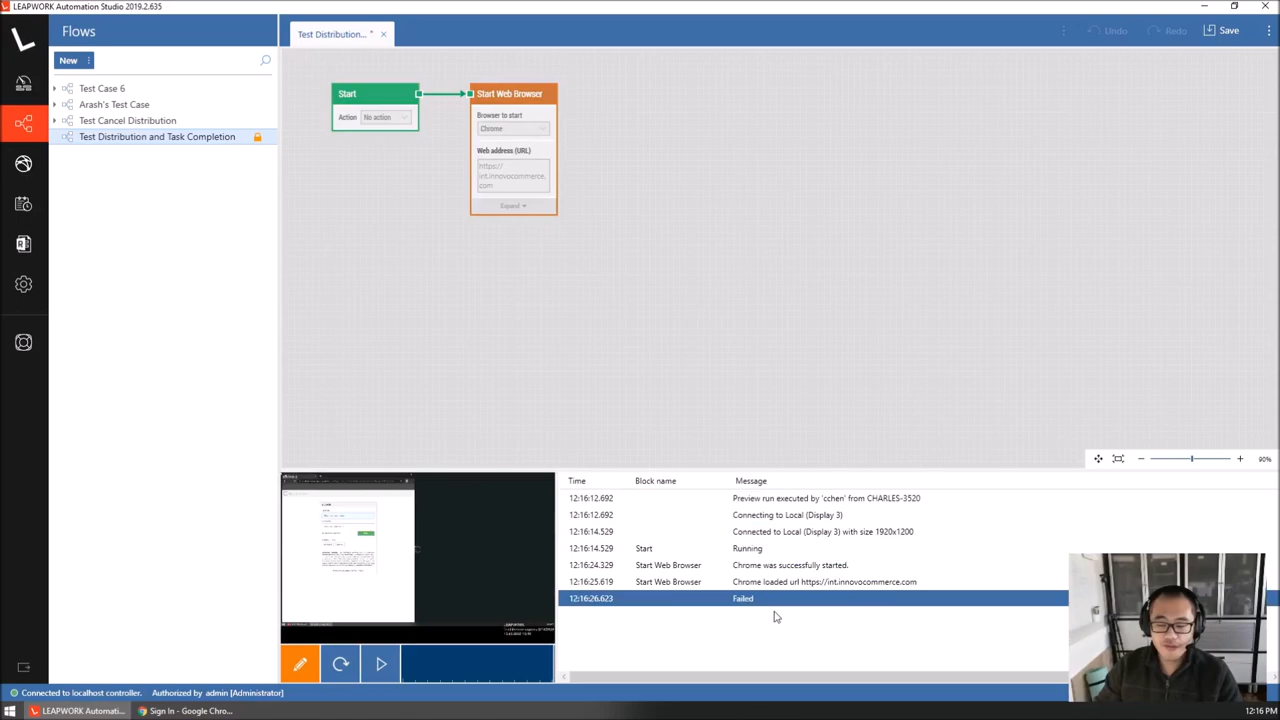 LEAPWORK Automation Studio 2019.2.635
Flows
New
Test Case 6
Arash's Test Case
Test Cancel Distribution
Test Distribution and Task Completion
Test Distribution... *
Undo
Redo
Save
Start
Action
No action
Start Web Browser
Browser to start
Chrome
Web address (URL)
https://
int.innovocommerce.
com
Expand
90%
Time Block name Message
12:16:12.692 Preview run executed by 'cchen' from CHARLES-3520
12:16:12.692 Connecting to Local (Display 3)
12:16:14.529 Connected to Local (Display 3) with size 1920x1200
12:16:14.529 Start Running
12:16:24.329 Start Web Browser Chrome was successfully started.
12:16:25.619 Start Web Browser Chrome loaded url https://int.innovocommerce.com
12:16:26.623 Failed
LEAPWORK
Connected to localhost controller. Authorized by admin [Administrator]
LEAPWORK Automati...
Sign In - Google Chro...
12:16 PM